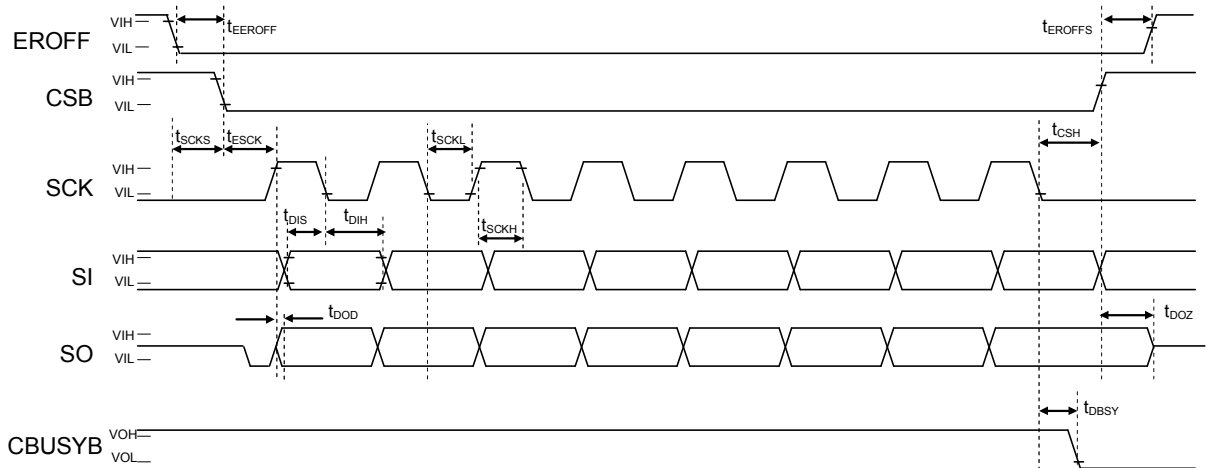 VIH
EROFF
VIL
tEEROFF
tEROFFS
VIH
CSB
VIL
tSCKS
tESCK
tSCKL
tCSH
VIH
SCK
VIL
tDIS
tDIH
tSCKH
VIH
SI
VIL
tDOD
tDOZ
VIH
SO
VIL
tDBSY
VOH
CBUSYB
VOL